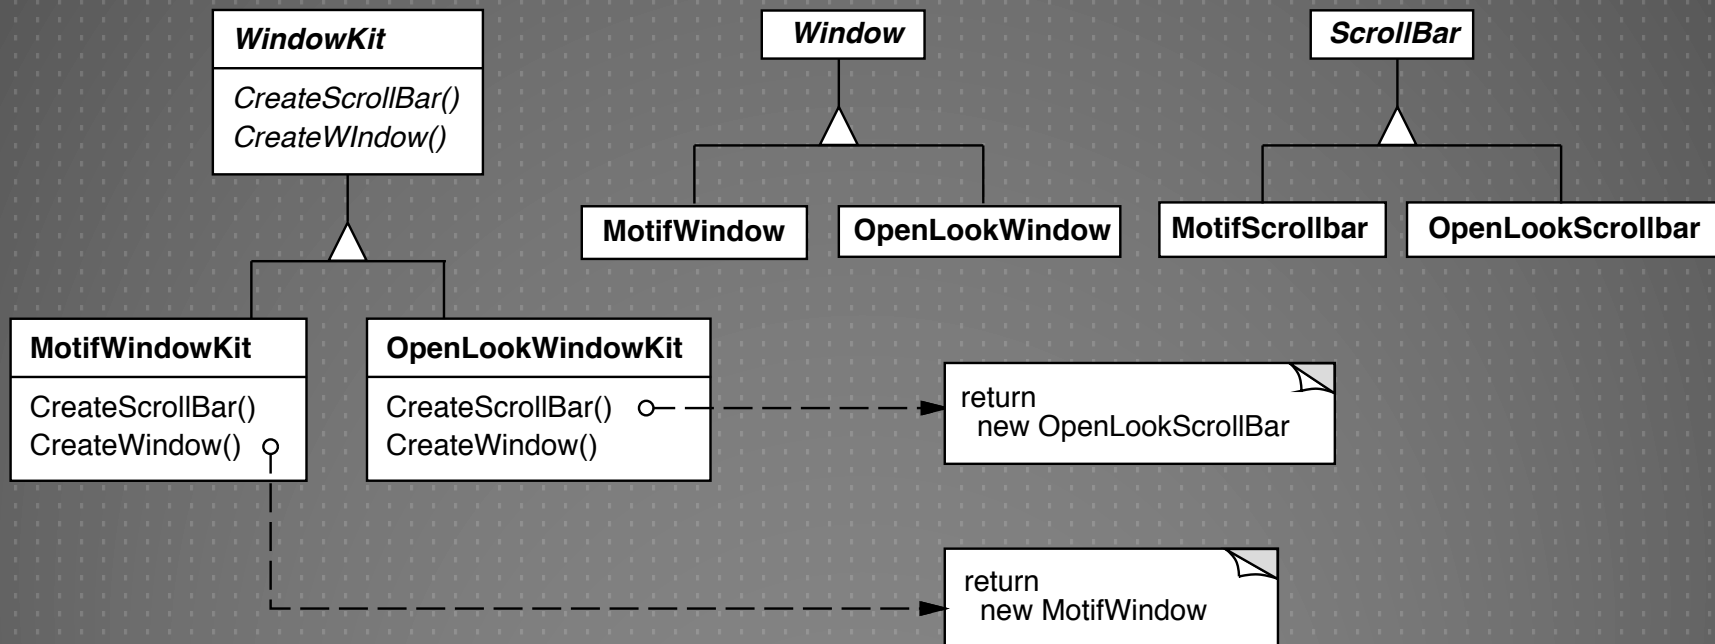 WindowKit
CreateScrollBar()
CreateWIndow()
Window
ScrollBar
MotifWindow
OpenLookWindow
MotifScrollbar
OpenLookScrollbar
MotifWindowKit
CreateScrollBar()
CreateWindow()
OpenLookWindowKit
CreateScrollBar()
CreateWindow()
return
new OpenLookScrollBar
return
new MotifWindow